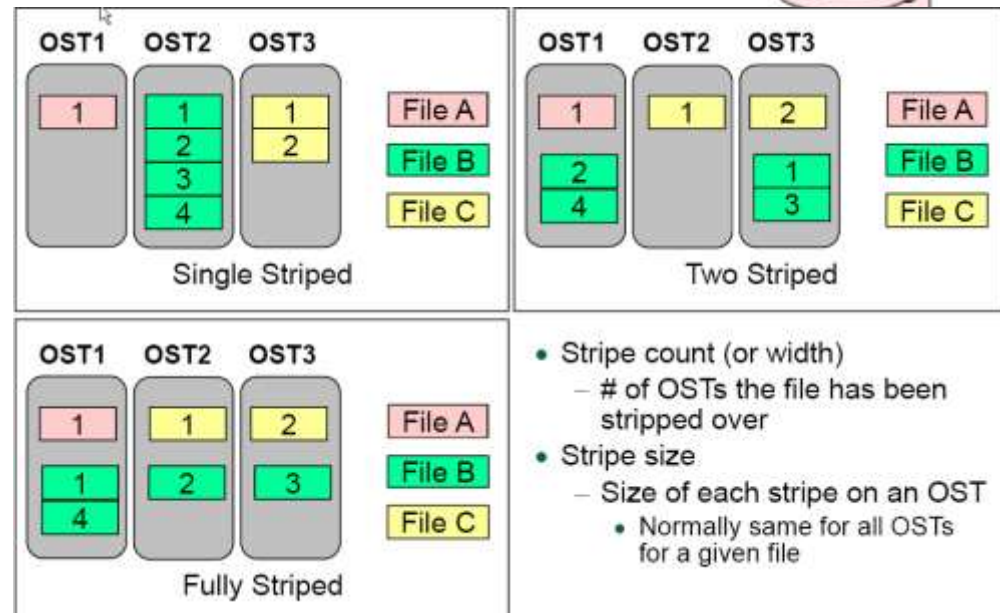 OST1 OST2 OST3
1 1 1 File A
2 2
3 File B
4 File C
Single Striped
OST1 OST2 OST3
1 1 2 File A
2 1 File B
4 3 File C
Two Striped
OST1 OST2 OST3
1 1 2 File A
1 2 3 File B
4 File C
Fully Striped
• Stripe count (or width)
– # of OSTs the file has been
stripped over
• Stripe size
– Size of each stripe on an OST
• Normally same for all OSTs
for a given file